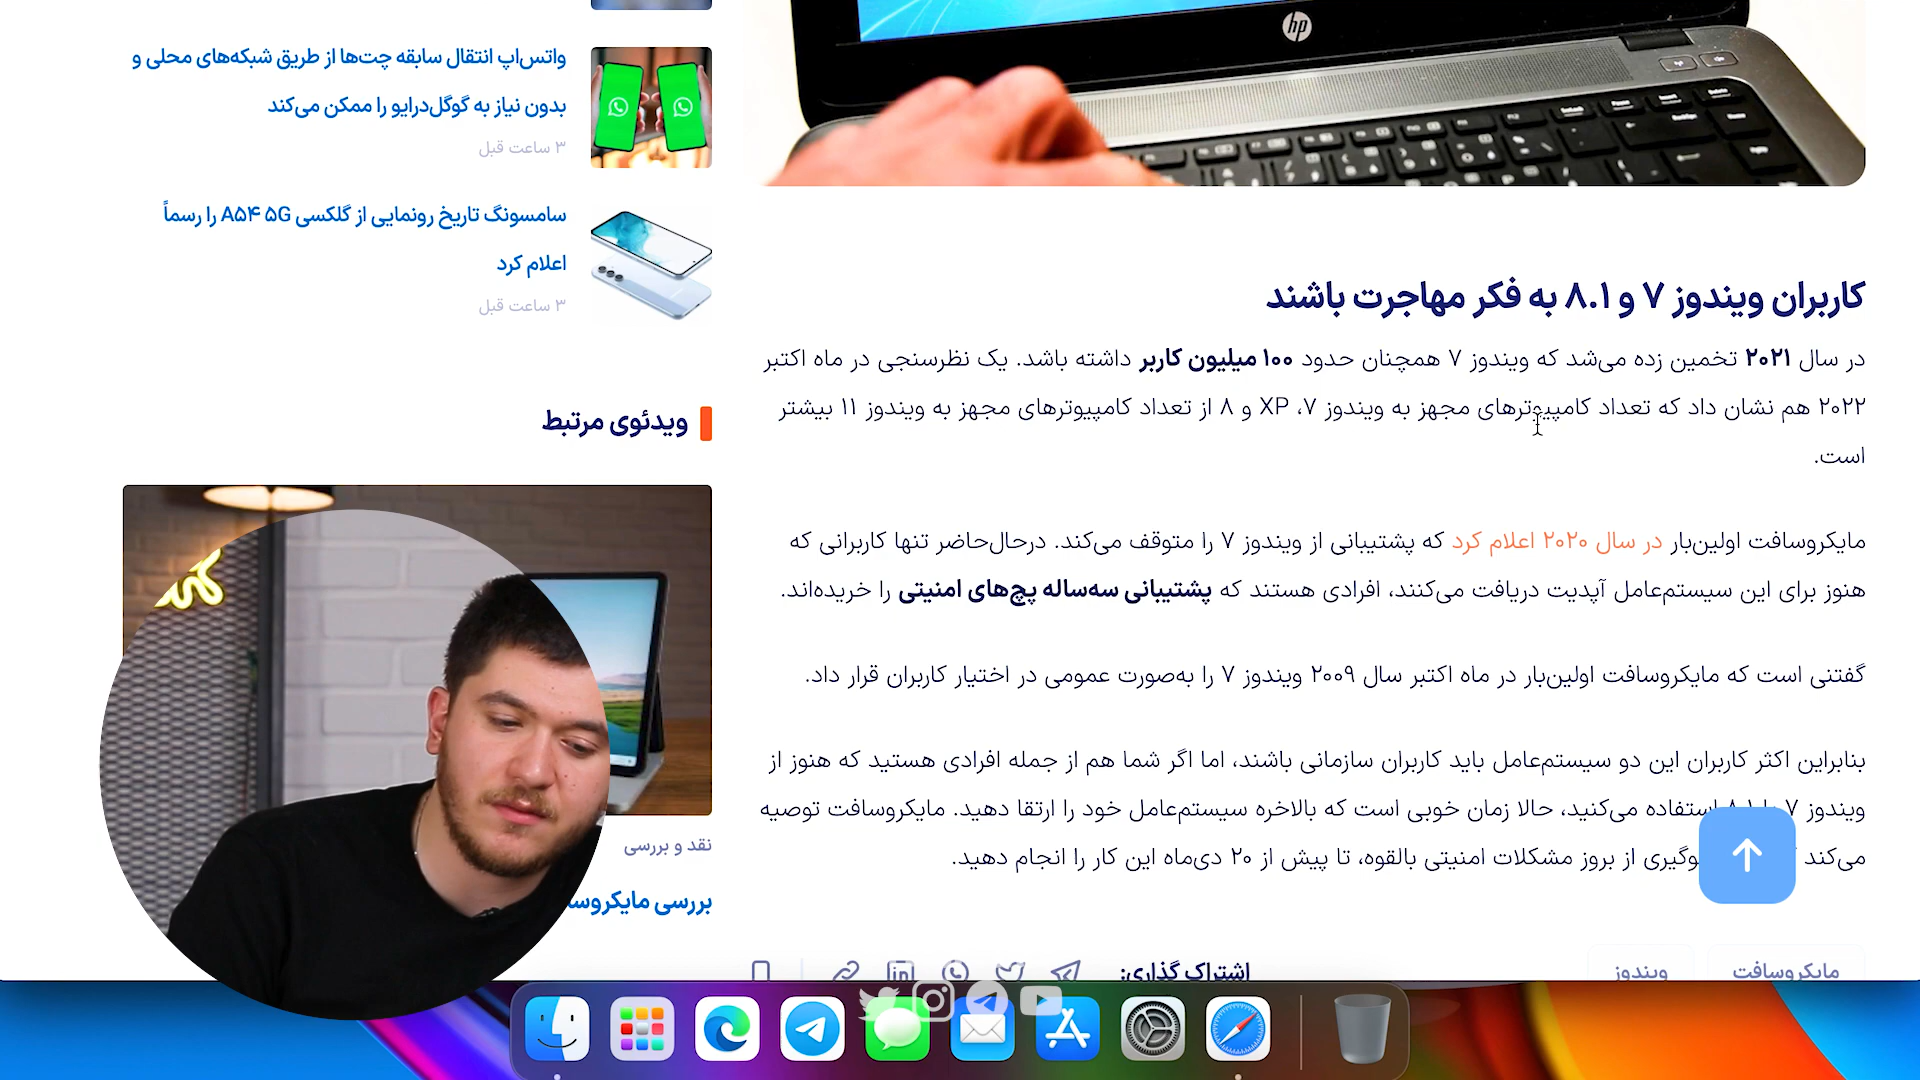 hp
کاربران ویندوز ۷ و ۸.۱ به فکر مهاجرت باشند
در سال ۲۰۲۱ تخمین زده می‌شد که ویندوز ۷ همچنان حدود ۱۰۰ میلیون کاربر داشته باشد. یک نظرسنجی در ماه اکتبر
۲۰۲۲ هم نشان داد که تعداد کامپیوترهای مجهز به ویندوز ۷، XP و ۸ از تعداد کامپیوترهای مجهز به ویندوز ۱۱ بیشتر
است.
مایکروسافت اولین‌بار در سال ۲۰۲۰ اعلام کرد که پشتیبانی از ویندوز ۷ را متوقف می‌کند. درحال‌حاضر تنها کاربرانی که
هنوز برای این سیستم‌عامل آپدیت دریافت می‌کنند، افرادی هستند که پشتیبانی سه‌ساله پچ‌های امنیتی را خریده‌اند.
گفتنی است که مایکروسافت اولین‌بار در ماه اکتبر سال ۲۰۰۹ ویندوز ۷ را به‌صورت عمومی در اختیار کاربران قرار داد.
بنابراین اکثر کاربران این دو سیستم‌عامل باید کاربران سازمانی باشند، اما اگر شما هم از جمله افرادی هستید که هنوز از
ویندوز ۷ استفاده می‌کنید، حالا زمان خوبی است که بالاخره سیستم‌عامل خود را ارتقا دهید. مایکروسافت توصیه
می‌کند از بروز مشکلات امنیتی بالقوه، تا پیش از ۲۰ دی‌ماه این کار را انجام دهید.
مایکروسافت
ویندوز
اشتراک گذاری:
واتس‌اپ انتقال سابقه چت‌ها از طریق شبکه‌های محلی و
بدون نیاز به گوگل‌درایو را ممکن می‌کند
۳ ساعت قبل
سامسونگ تاریخ رونمایی از گلکسی A۵۴ ۵G را رسماً
اعلام کرد
۳ ساعت قبل
ویدئوی مرتبط
نقد و بررسی
بررسی